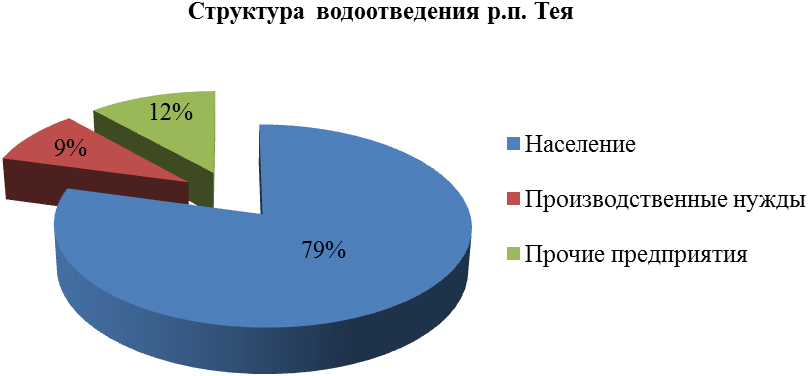 Структура водоотведения р.п. Тея
12%
9%
79%
Население
Производственные нужды
Прочие предприятия